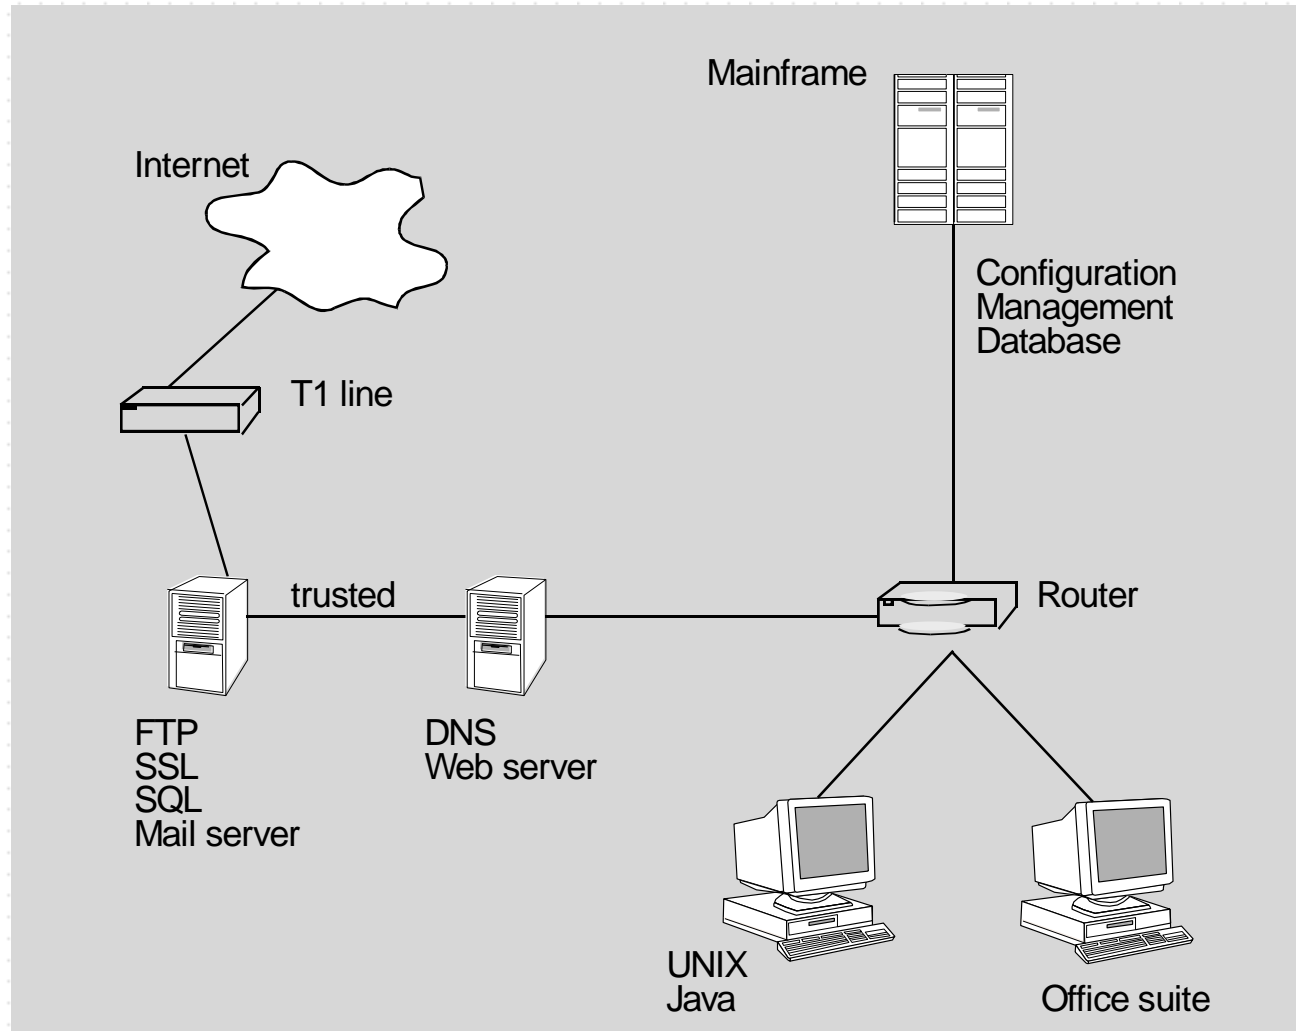 Mainframe
Internet
Configuration
Management
Database
T1 line
trusted
Router
FTP
SSL
SQL
Mail server
DNS
Web server
UNIX
Java
Office suite